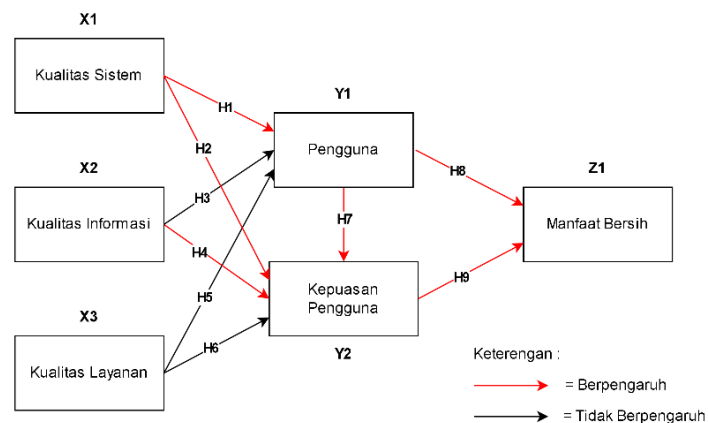 X1
Kualitas Sistem
H1
Y1
Pengguna
H2
X2
Kualitas Informasi
H3
H8
Z1
Manfaat Bersih
H7
H4
Kepuasan
Pengguna
H9
H5
Y2
X3
Kualitas Layanan
H6
Keterengan :
= Berpengaruh
= Tidak Berpengaruh